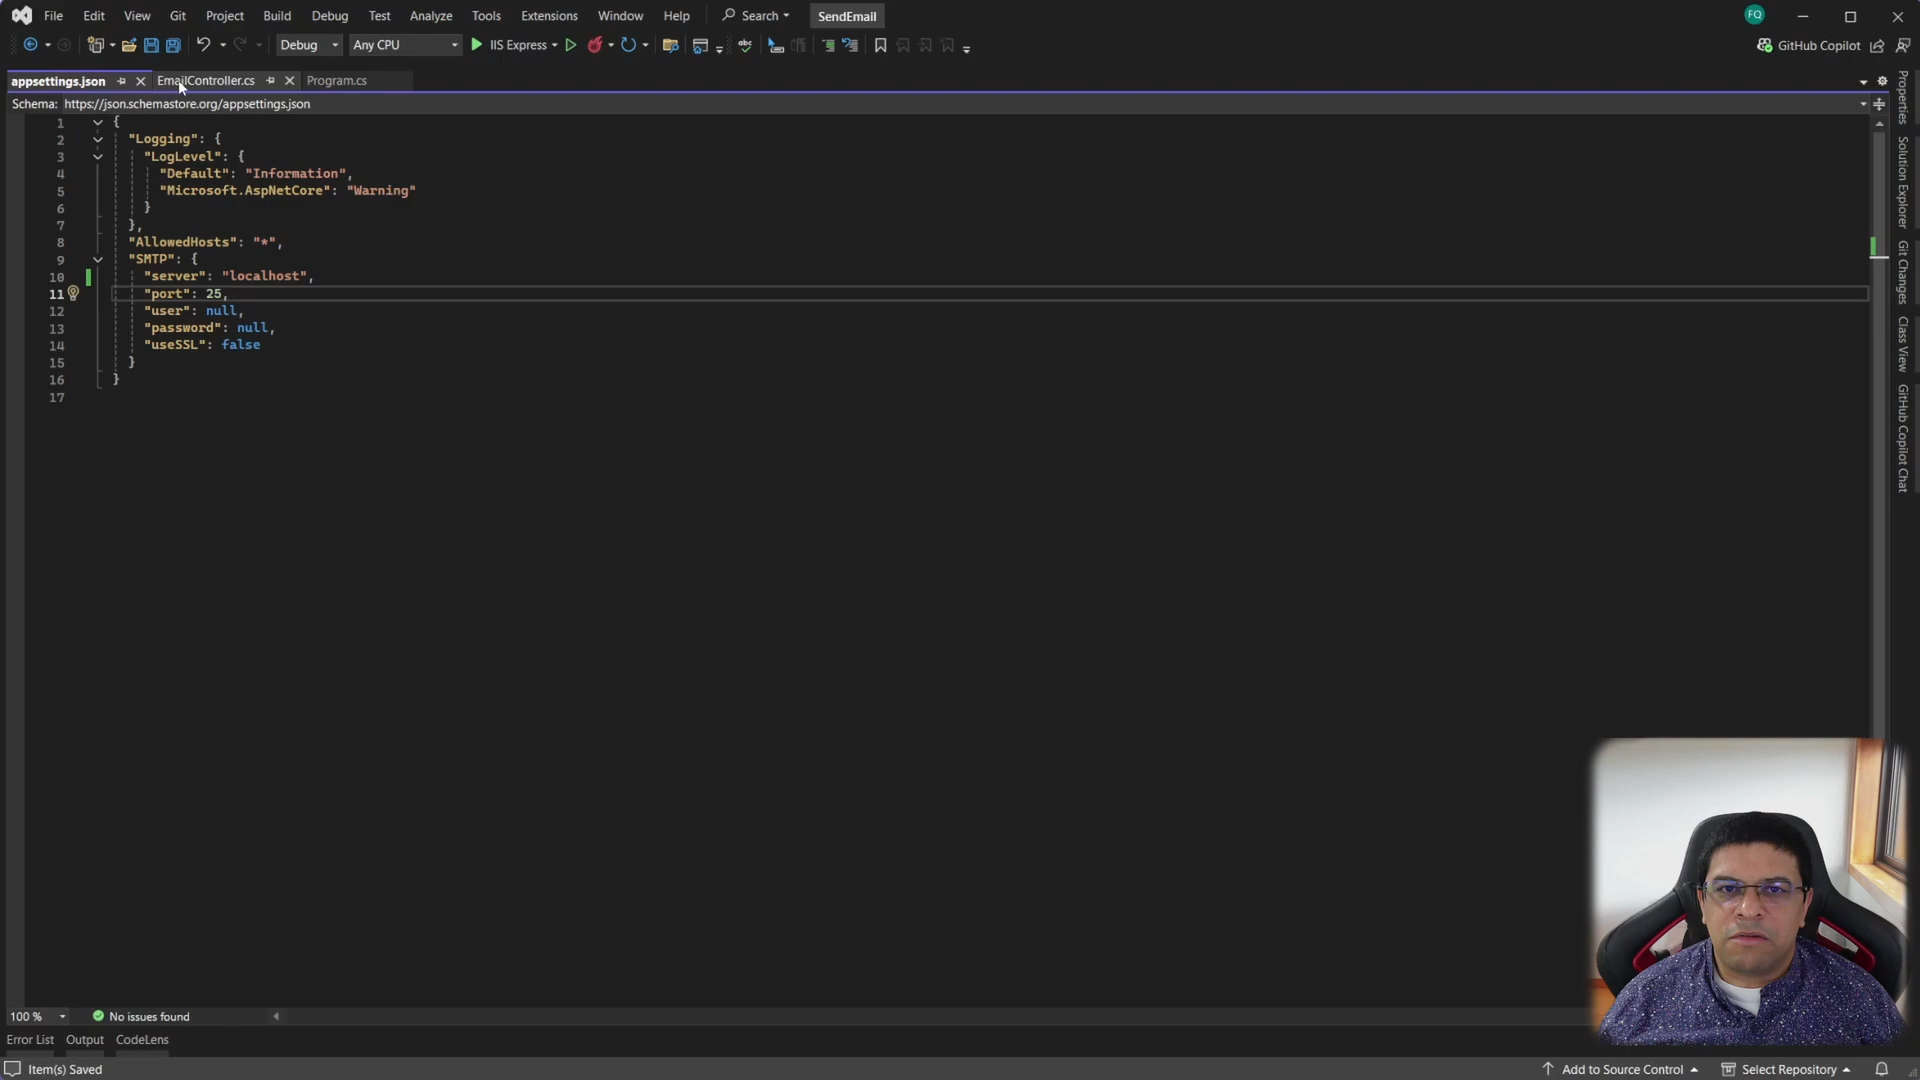 File Edit View Git Project Build Debug Test Analyze Tools Extensions Window Help Search SendEmail FQ
Debug Any CPU IIS Express GitHub Copilot
appsettings.json EmailController.cs Program.cs
Schema: https://json.schemastore.org/appsettings.json
1 {
2 "Logging": {
3 "LogLevel": {
4 "Default": "Information",
5 "Microsoft.AspNetCore": "Warning"
6 }
7 },
8 "AllowedHosts": "*",
9 "SMTP": {
10 "server": "localhost",
11 "port": 25,
12 "user": null,
13 "password": null,
14 "useSSL": false
15 }
16 }
17
Properties
Solution Explorer
Git Changes
Class View
GitHub Copilot Chat
100 % No issues found
Error List Output CodeLens
Item(s) Saved Add to Source Control Select Repository